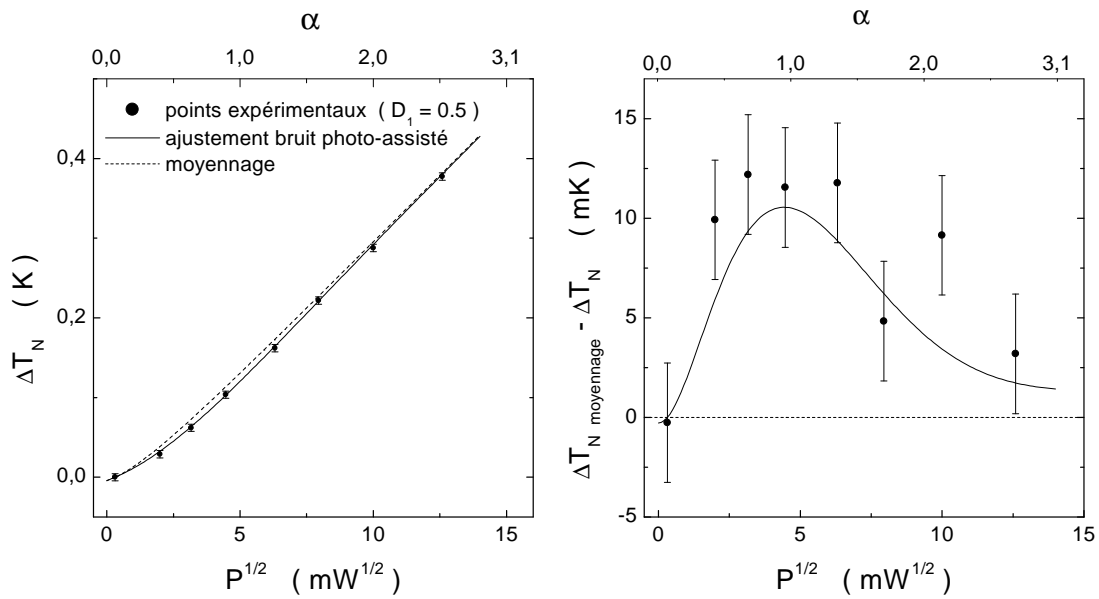 α
0,0 1,0 2,0 3,1
points expérimentaux ( D1 = 0.5 )
ajustement bruit photo-assisté
moyennage
0,4
0,2
0,0
ΔTN ( K )
0 5 10 15
P1/2 ( mW1/2 )
α
0,0 1,0 2,0 3,1
15
10
5
0
-5
ΔTN moyennage - ΔTN ( mK )
0 5 10 15
P1/2 ( mW1/2 )